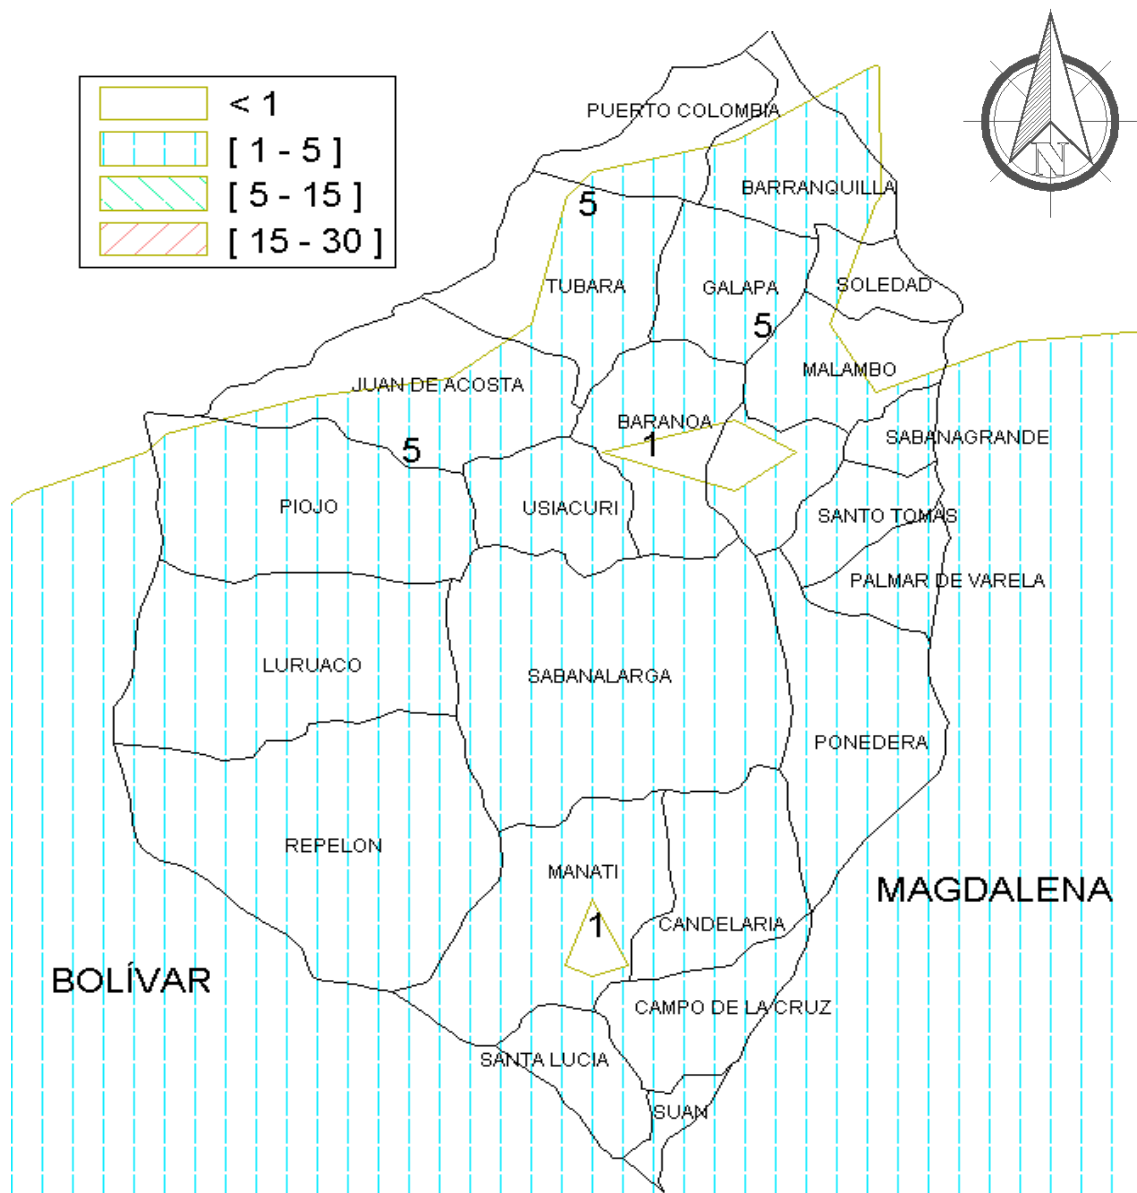 < 1
[ 1 - 5 ]
[ 5 - 15 ]
[ 15 - 30 ]
N
PUERTO COLOMBIA
BARRANQUILLA
5
TUBARA
GALAPA
SOLEDAD
5
MALAMBO
JUAN DE ACOSTA
BARANOA
SABANAGRANDE
5
1
PIOJO
USIACURI
SANTO TOMAS
PALMAR DE VARELA
LURUACO
SABANALARGA
PONEDERA
REPELON
MANATI
MAGDALENA
1
CANDELARIA
BOLÍVAR
CAMPO DE LA CRUZ
SANTA LUCIA
SUAN